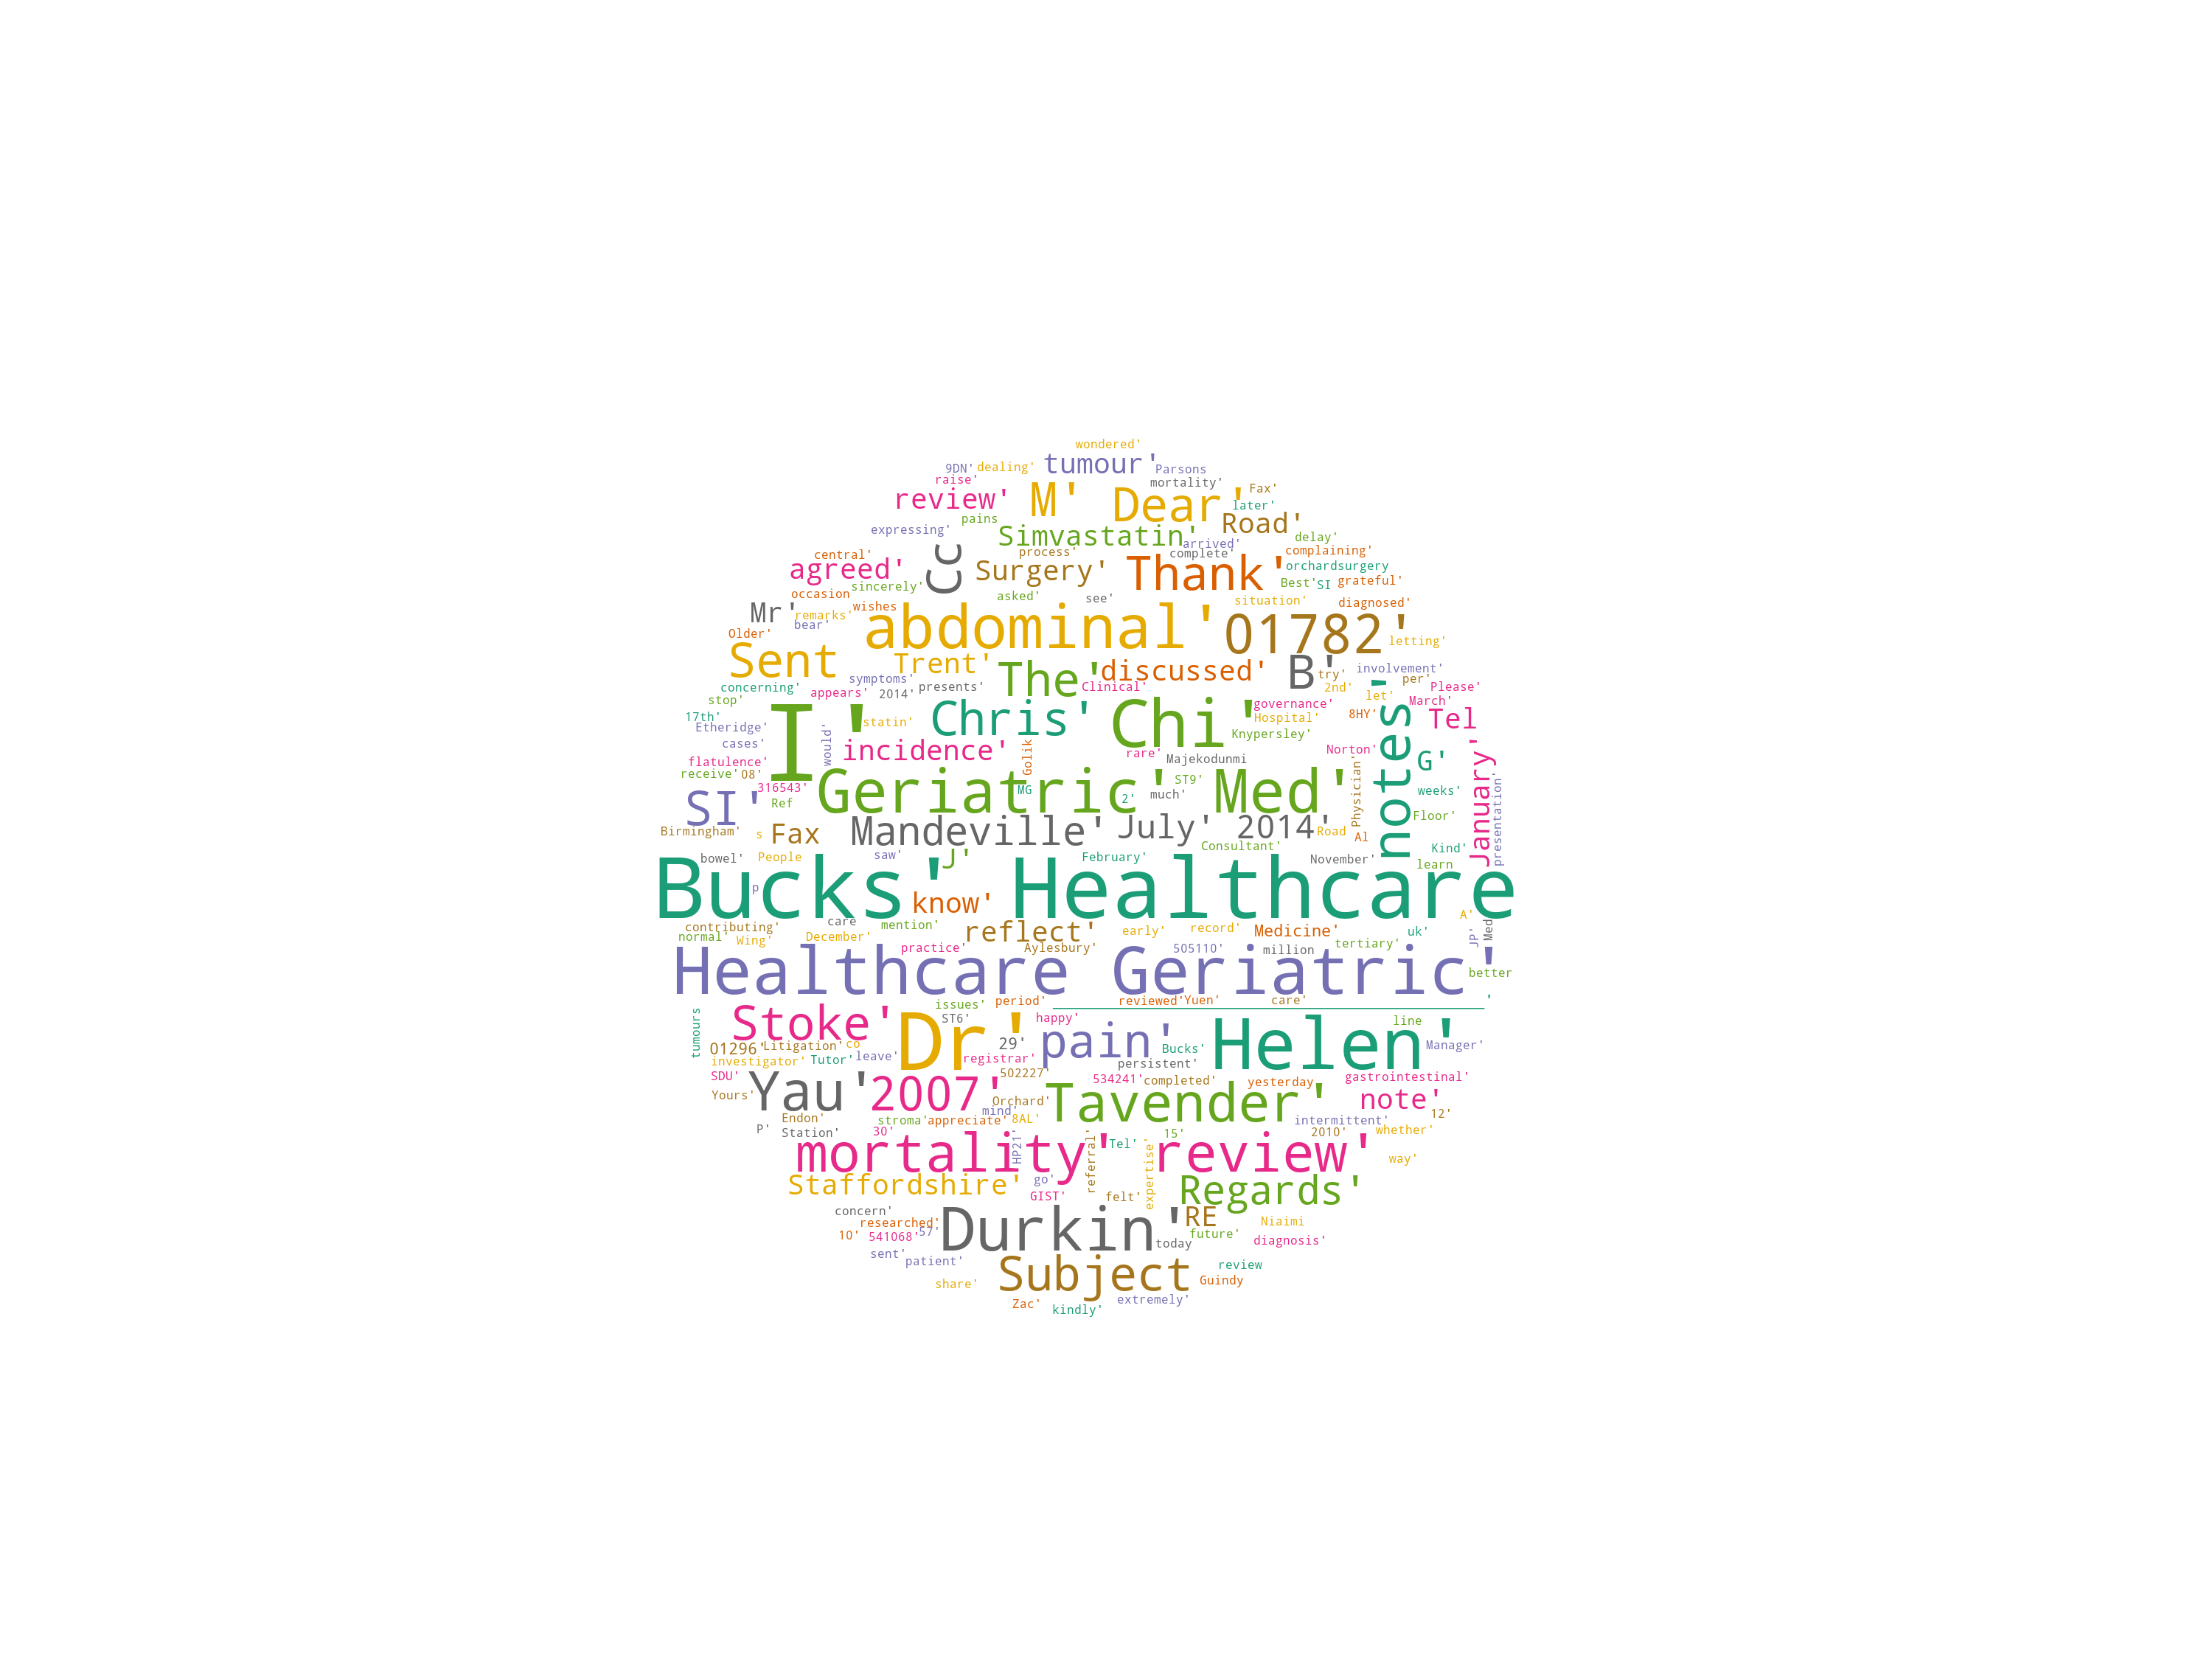 wondered'
9DN' dealing' tumour' Parsons
raise' mortality'
review' M' Dear' Fax'
later'
pains Road'
expressing' Simvastatin' delay'
arrived'
central' Cc process' complete' complaining'
agreed' Surgery' Thank' orchardsurgery
sincerely' Best' SI grateful'
occasion asked' see' situation' diagnosed'
Mr' remarks' wishes abdominal' 01782'
Older' bear' letting'
Sent Trent' The' discussed' B' try' involvement'
symptoms' per'
concerning' appears' 2014' presents' Clinical' 2nd' let' Please'
stop' governance' March'
17th' I' statin' Chris' Chi' Hospital' 8HY' notes' Tel
Etheridge' would' Knypersley'
cases' incidence' Golik rare' Norton' January'
flatulence' Majekodunmi G'
receive' 08' Geriatric' ST9' Med' Physician' presentation'
316543' MG much' weeks'
SI' Ref 2'
Birmingham' s Fax Mandeville' July' 2014' Road Al Floor'
Consultant' Kind'
bowel' People saw' J' February' November' learn
Bucks' Healthcare
p know'
contributing' care mention' A'
normal' Wing' December' reflect' early' record' Medicine' uk' JP' Med
practice' Aylesbury' 505110' million tertiary'
Healthcare Geriatric' better
issues' period' reviewed' Yuen' care' '
tumours Stoke' ST6' happy' line
Dr' 29' pain' Helen'
01296' Litigation' co Bucks' Manager'
investigator' Tutor' leave' registrar' persistent'
SDU' 502227' 534241' completed' yesterday gastrointestinal'
Yours' Yau' 2007' Orchard' Tavender' note'
Endon' stroma' appreciate' mind' 8AL' intermittent' 12'
P' Station' 30' 15' 2010' whether'
mortality' HP21' referral' Tel' review' way'
Staffordshire' go' expertise' Regards'
GIST' felt'
concern' Durkin' RE
researched' Niaimi
10' 541068' 57' future'
sent' today diagnosis'
patient' Subject review
share' Guindy
Zac' kindly' extremely'